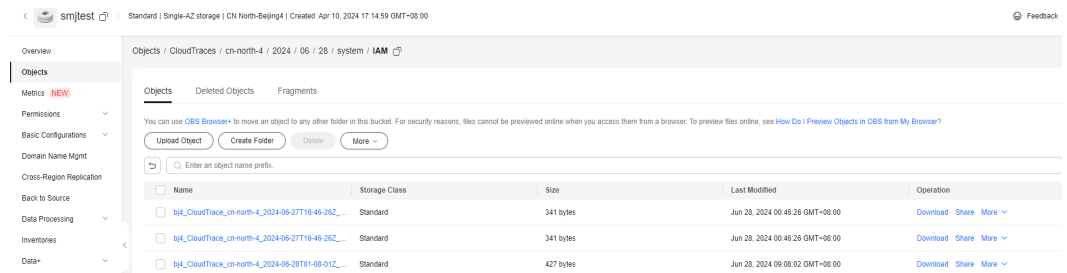 smjtest Standard | Single-AZ storage | CN North-Beijing4 | Created Apr 10, 2024 17:14:59 GMT+08:00 Feedback
Overview
Objects
Metrics NEW
Permissions
Basic Configurations
Domain Name Mgmt
Cross-Region Replication
Back to Source
Data Processing
Inventories
Data+
Objects / CloudTraces / cn-north-4 / 2024 / 06 / 28 / system / IAM
Objects Deleted Objects Fragments
You can use OBS Browser+ to move an object to any other folder in this bucket. For security reasons, files cannot be previewed online when you access them from a browser. To preview files online, see How Do I Preview Objects in OBS from My Browser?
Upload Object Create Folder Delete More
Enter an object name prefix.
Name Storage Class Size Last Modified Operation
bj4_CloudTrace_cn-north-4_2024-06-27T16-46-26Z_... Standard 341 bytes Jun 28, 2024 00:46:26 GMT+08:00 Download Share More
bj4_CloudTrace_cn-north-4_2024-06-27T16-46-26Z_... Standard 341 bytes Jun 28, 2024 00:46:26 GMT+08:00 Download Share More
bj4_CloudTrace_cn-north-4_2024-06-28T01-08-01Z_... Standard 427 bytes Jun 28, 2024 09:08:02 GMT+08:00 Download Share More